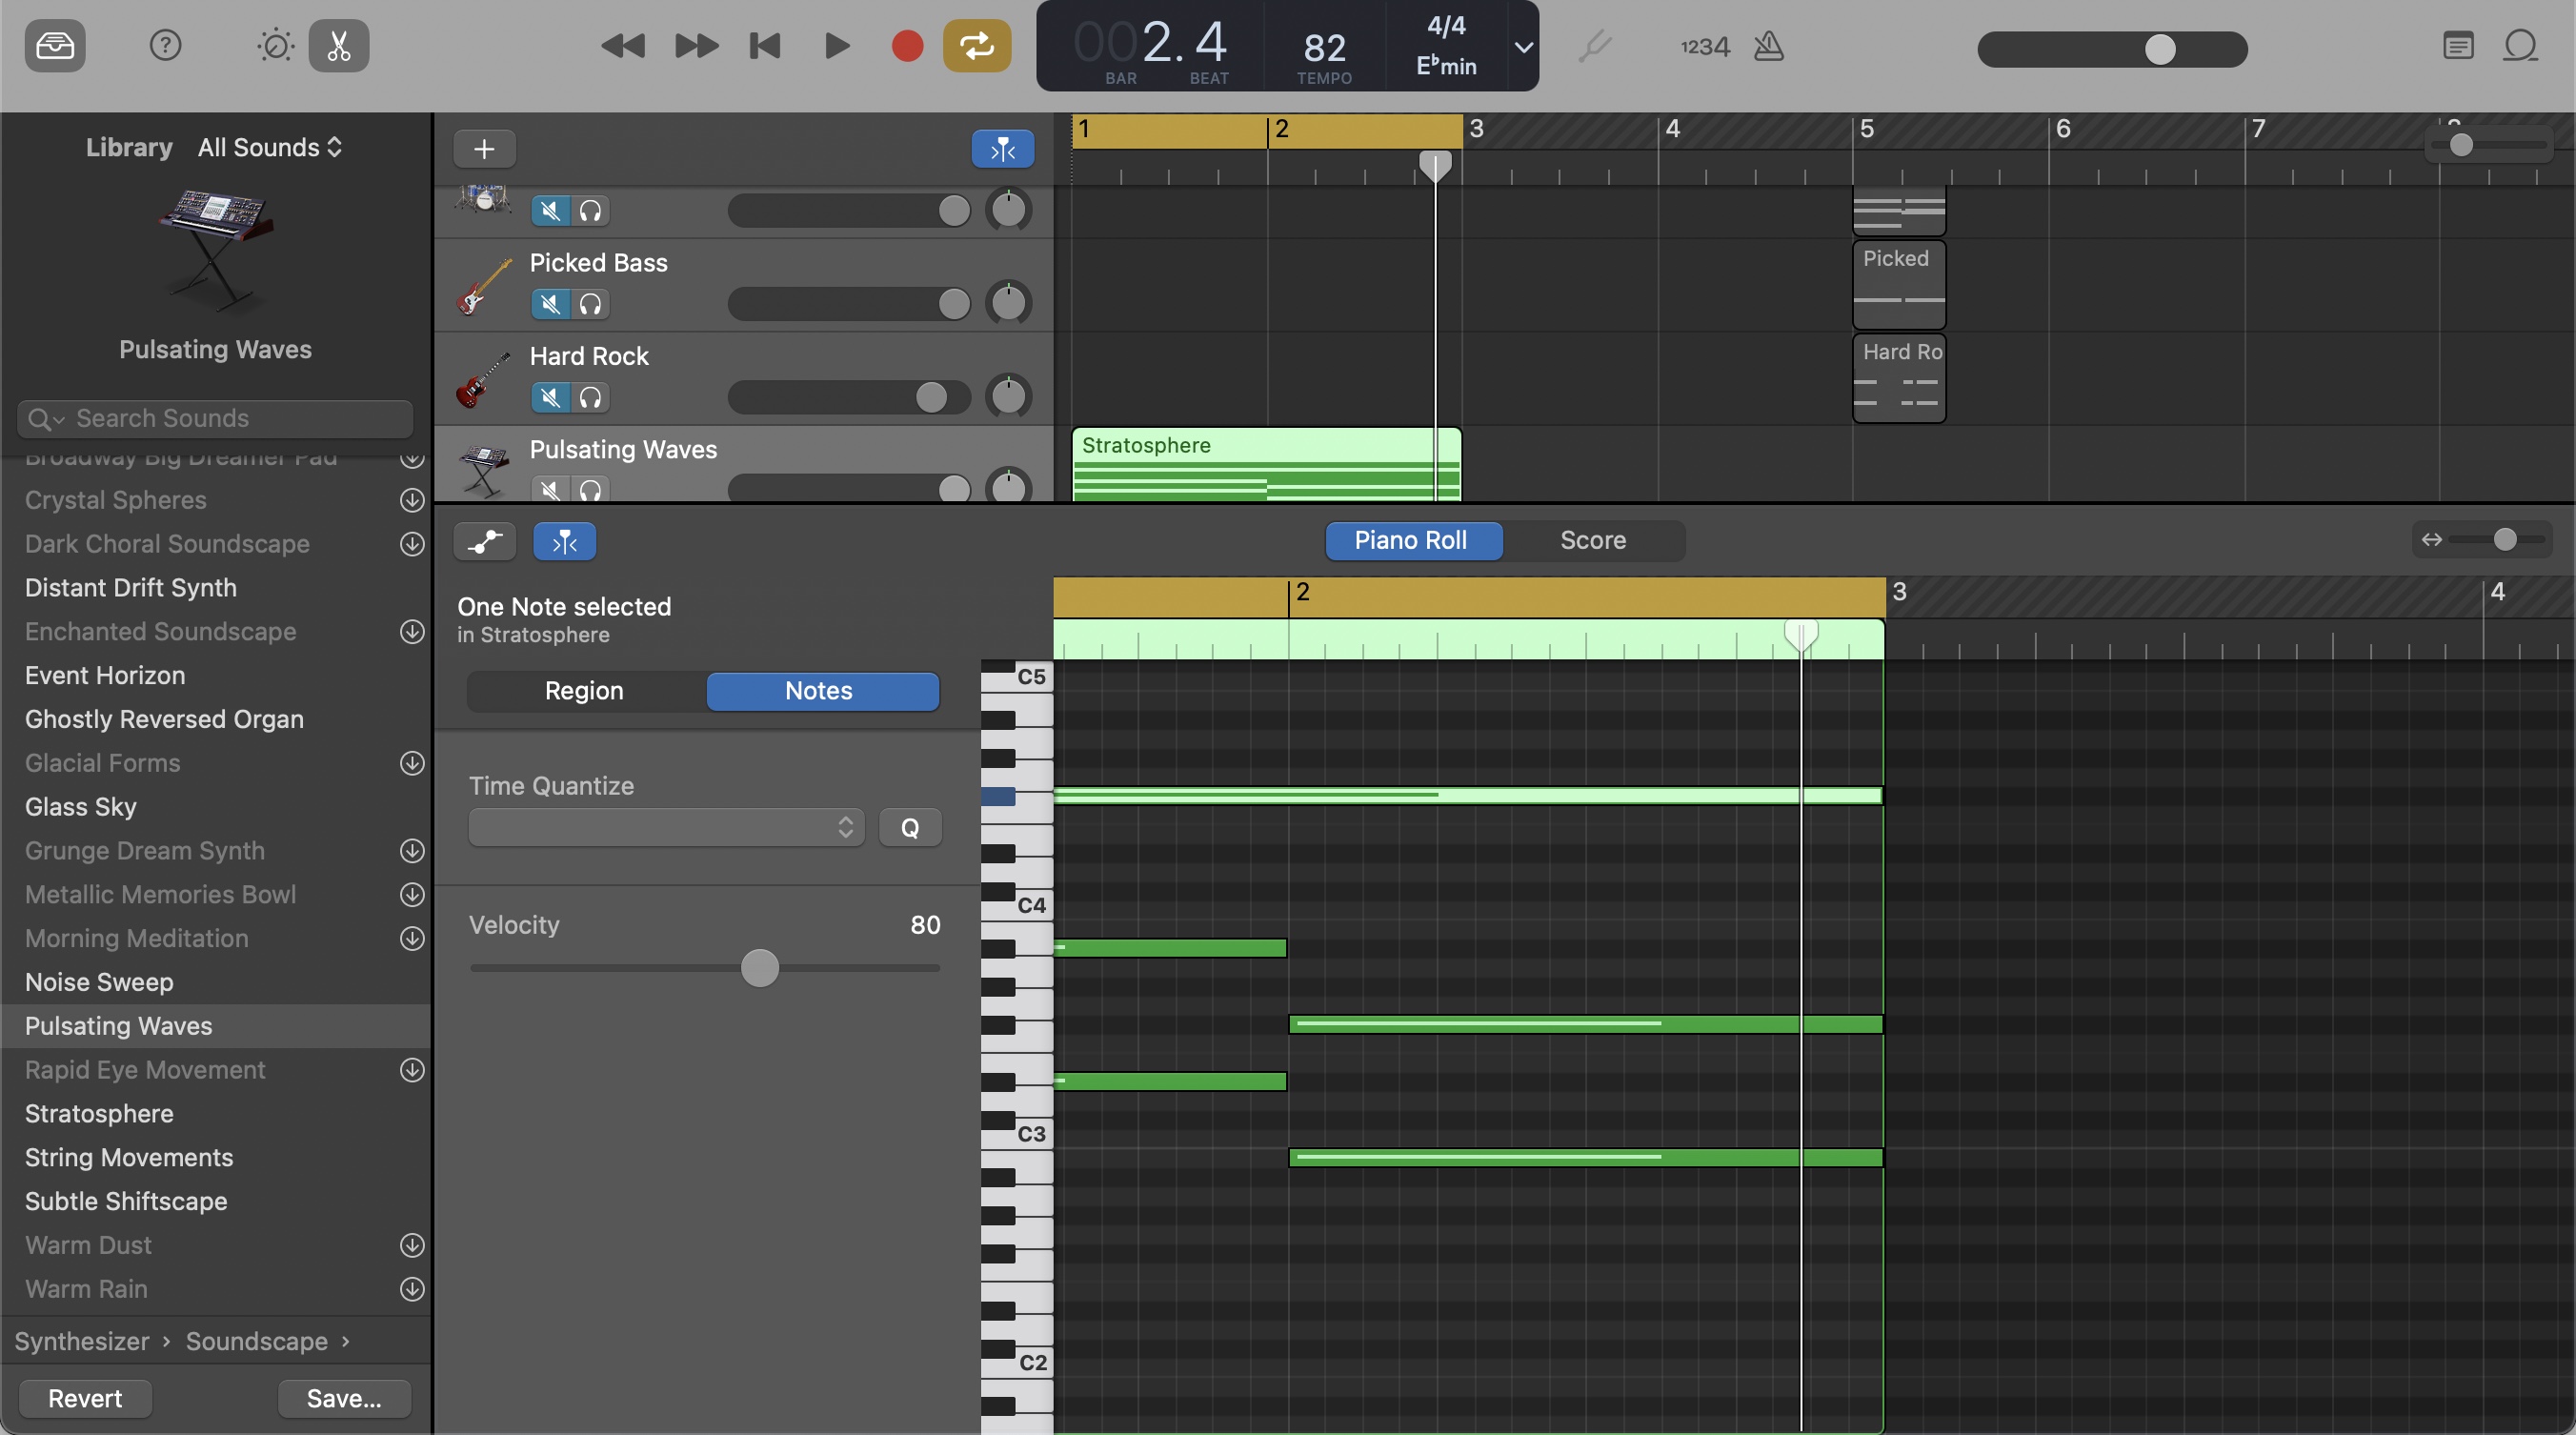 002.4
BAR BEAT
82
TEMPO
4/4
E♭min
1234
Library All Sounds
Pulsating Waves
Search Sounds
Broadway Big Dreamer Pad
Crystal Spheres
Dark Choral Soundscape
Distant Drift Synth
Enchanted Soundscape
Event Horizon
Ghostly Reversed Organ
Glacial Forms
Glass Sky
Grunge Dream Synth
Metallic Memories Bowl
Morning Meditation
Noise Sweep
Pulsating Waves
Rapid Eye Movement
Stratosphere
String Movements
Subtle Shiftscape
Warm Dust
Warm Rain
Synthesizer › Soundscape ›
Revert Save...
1 2 3 4 5 6 7
Picked Bass
Picked
Hard Rock
Hard Ro
Pulsating Waves
Stratosphere
Piano Roll Score
One Note selected
in Stratosphere
Region Notes
Time Quantize
Q
Velocity 80
2 3 4
C5
C4
C3
C2